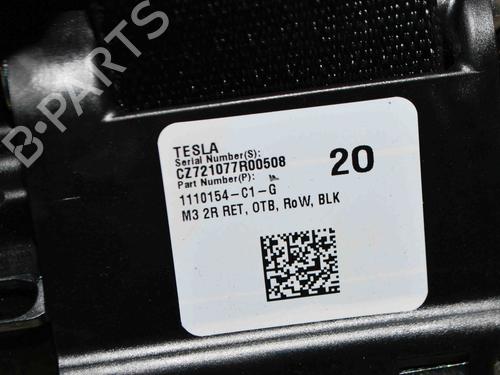 B-PARTS
TESLA
Serial Number(S):
CZ721077R00508
20
Part Number(P):
1110154-C1-G
M3 2R RET, OTB, RoW, BLK